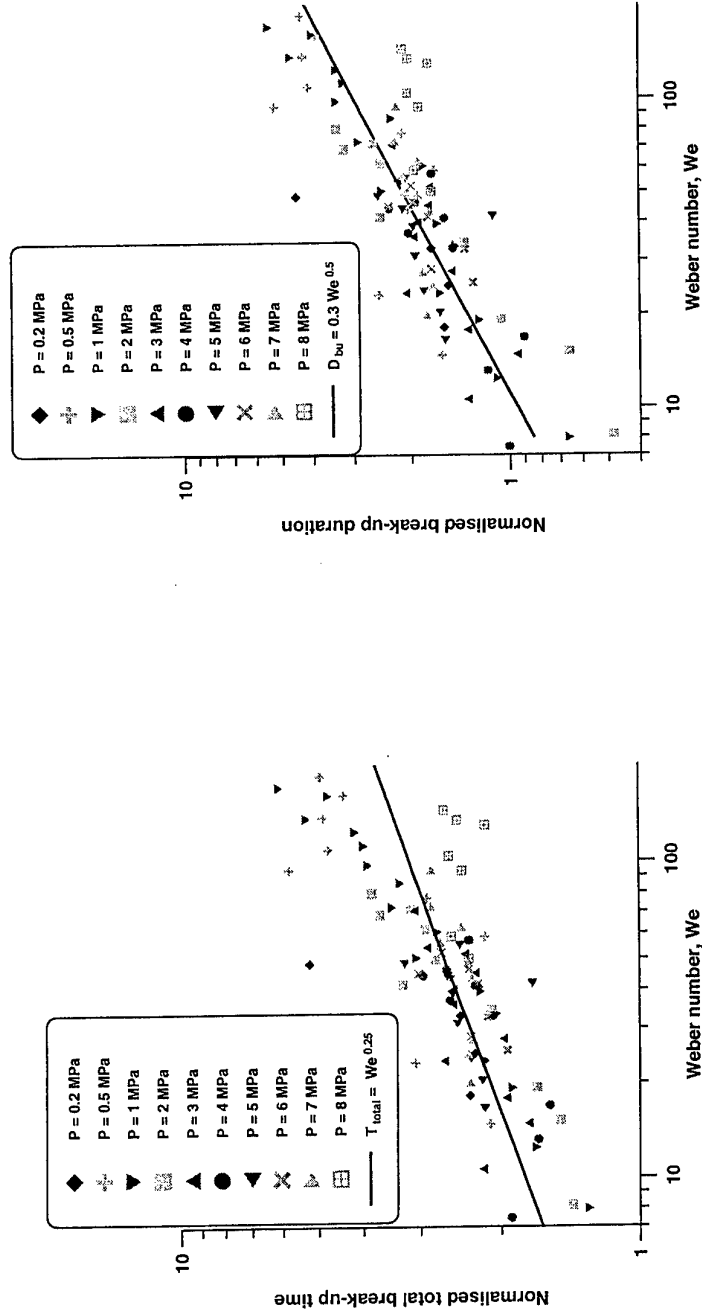 Normalised total break-up time
10
1
10
100
Weber number, We
P = 0.2 MPa
P = 0.5 MPa
P = 1 MPa
P = 2 MPa
P = 3 MPa
P = 4 MPa
P = 5 MPa
P = 6 MPa
P = 7 MPa
P = 8 MPa
T total = We 0.25
Normalised break-up duration
10
1
10
100
Weber number, We
P = 0.2 MPa
P = 0.5 MPa
P = 1 MPa
P = 2 MPa
P = 3 MPa
P = 4 MPa
P = 5 MPa
P = 6 MPa
P = 7 MPa
P = 8 MPa
D bu = 0.3 We 0.5